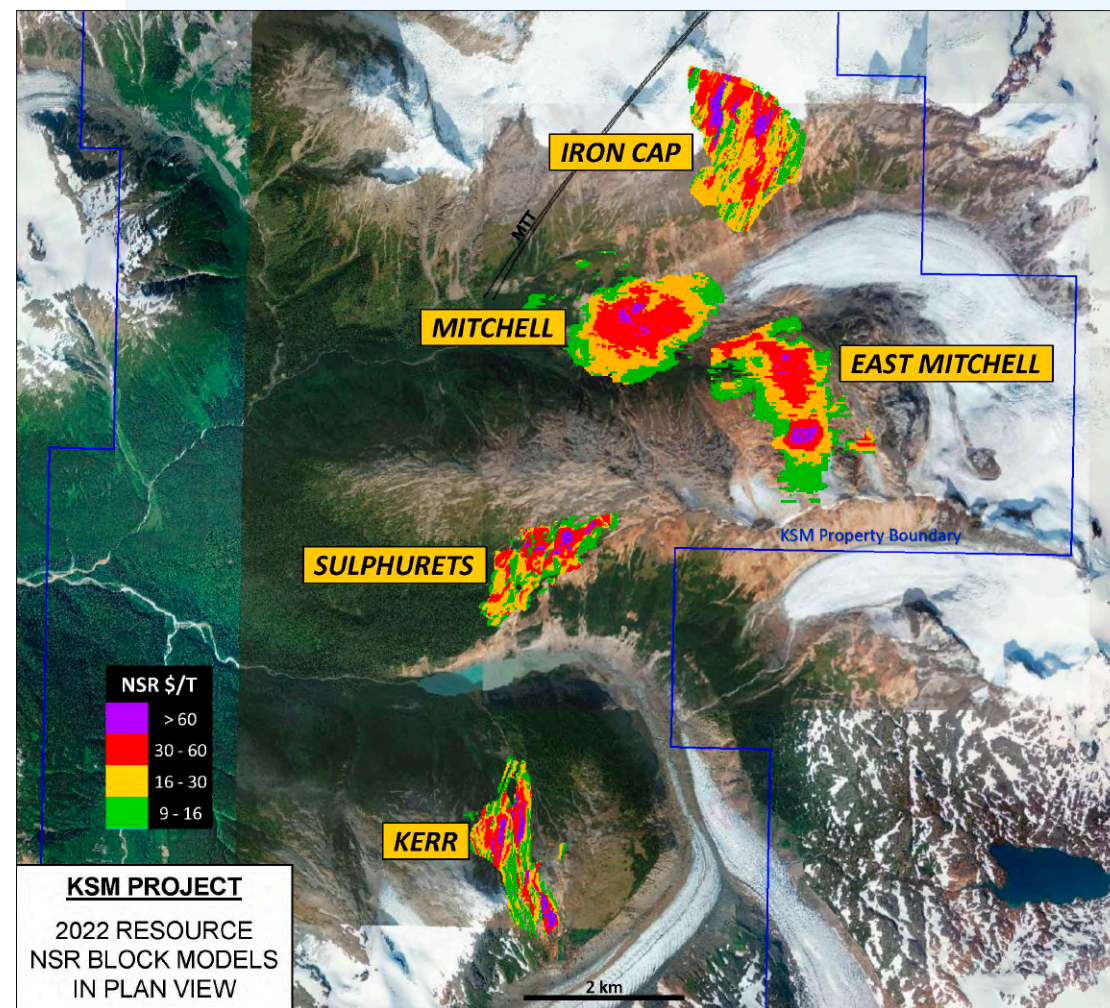 IRON CAP
MTT
MITCHELL
EAST MITCHELL
KSM Property Boundary
SULPHURETS
NSR $/T
> 60
30 - 60
16 - 30
9 - 16
KERR
KSM PROJECT
2022 RESOURCE
NSR BLOCK MODELS
IN PLAN VIEW
2 km